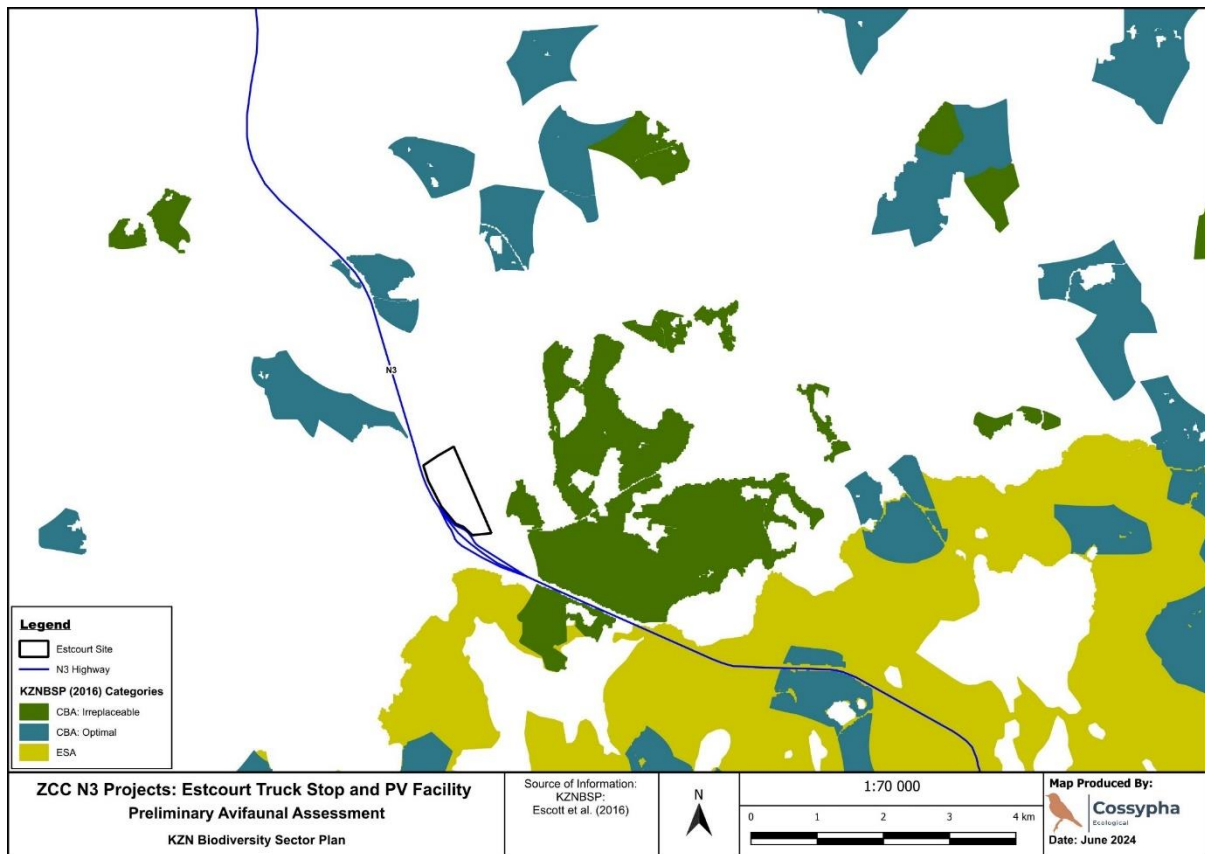 N3
Legend
Estcourt Site
N3 Highway
KZNBSP (2016) Categories
CBA: Irreplaceable
CBA: Optimal
ESA
ZCC N3 Projects: Estcourt Truck Stop and PV Facility
Preliminary Avifaunal Assessment
KZN Biodiversity Sector Plan
Source of Information:
KZNBSP:
Escott et al. (2016)
N
1:70 000
0 1 2 3 4 km
Map Produced By:
Cossypha
Ecological
Date: June 2024